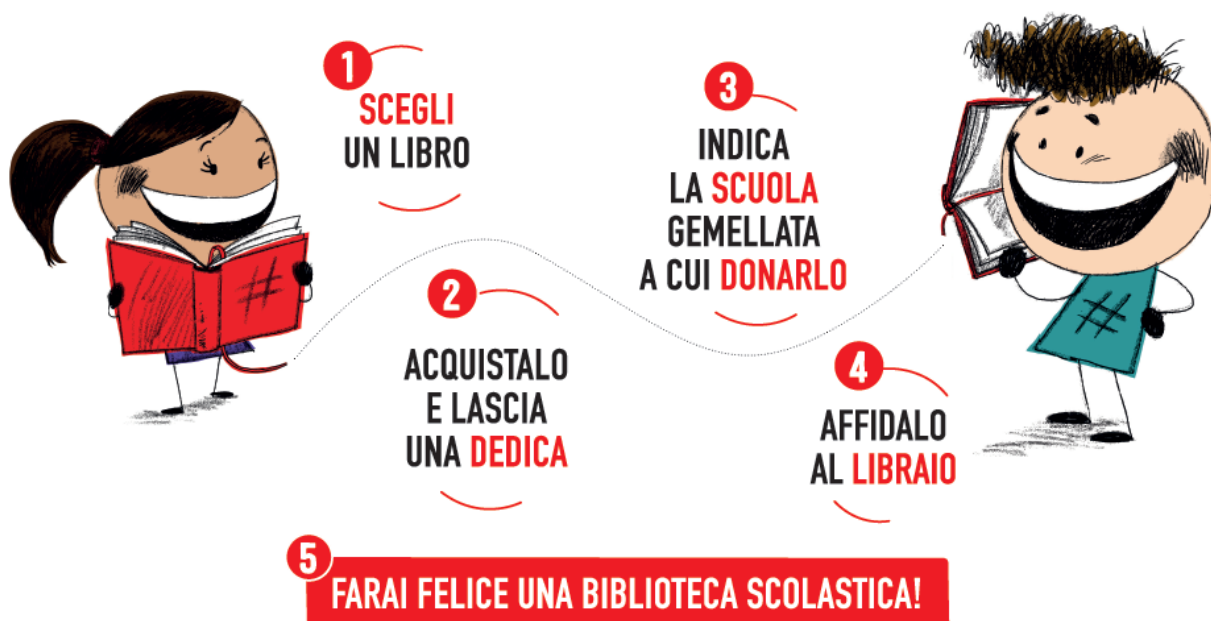 1
SCEGLI
UN LIBRO
2
ACQUISTALO
E LASCIA
UNA DEDICA
3
INDICA
LA SCUOLA
GEMELLATA
A CUI DONARLO
4
AFFIDALO
AL LIBRAIO
5
FARAI FELICE UNA BIBLIOTECA SCOLASTICA!